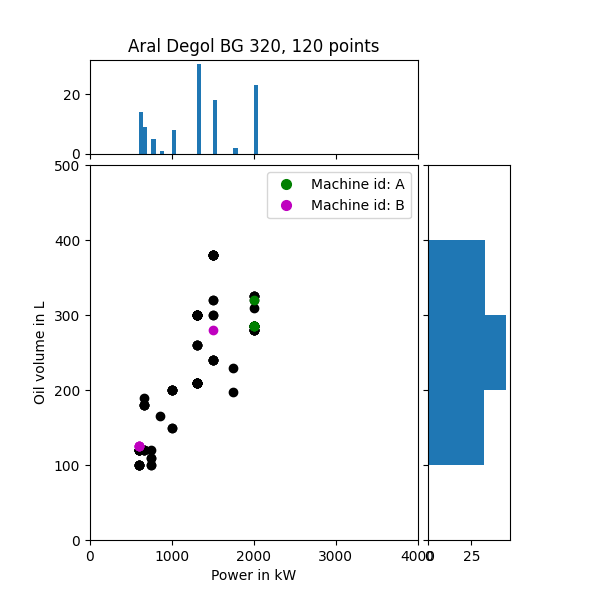 Aral Degol BG 320, 120 points
20
0
500
Machine id: A
Machine id: B
400
300
200
100
0
Oil volume in L
0 1000 2000 3000 4000 0 25
Power in kW